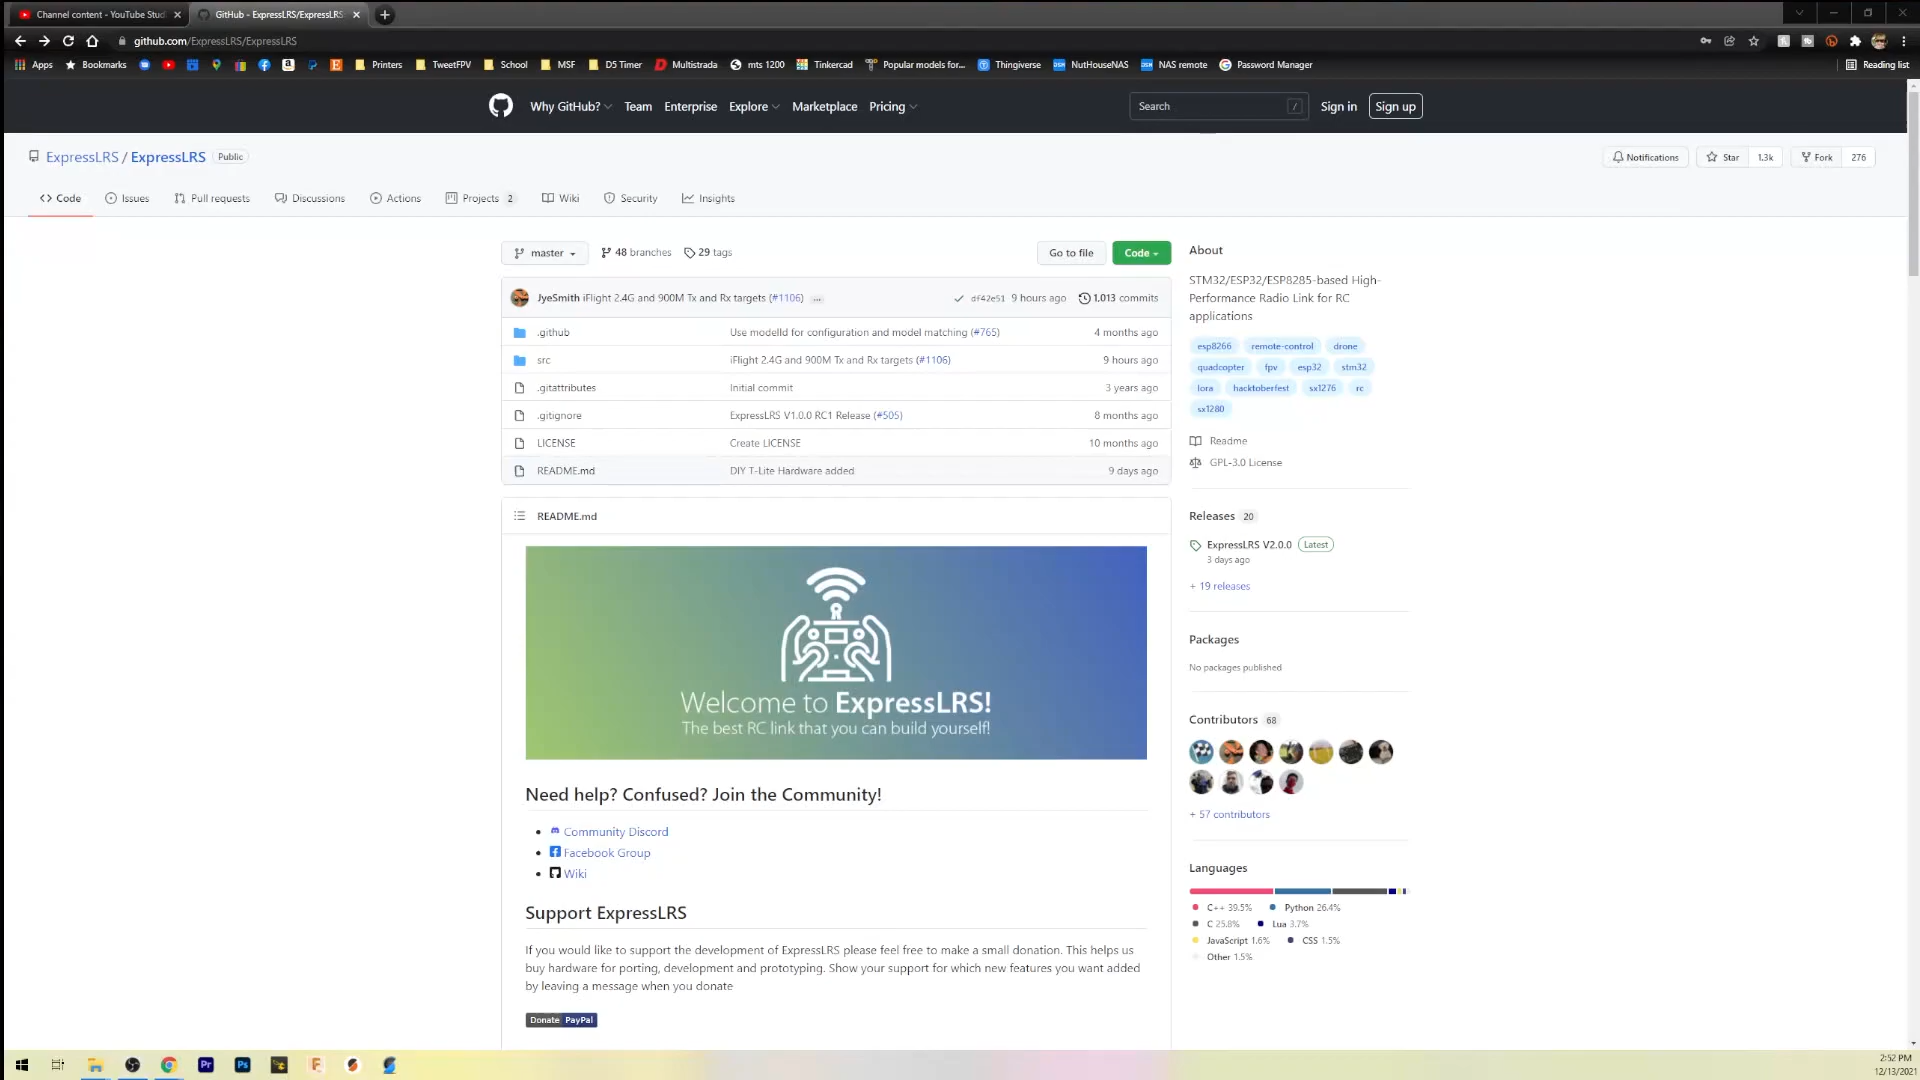 Channel content - YouTube Stud
GitHub - ExpressLRS/ExpressLRS
github.com/ExpressLRS/ExpressLRS
Apps Bookmarks Printers TweetFPV School MSF D5 Timer Multistrada mts 1200 Tinkercad Popular models for... Thingiverse NutHouseNAS NAS remote Password Manager Reading list
Why GitHub? Team Enterprise Explore Marketplace Pricing Search / Sign in Sign up
ExpressLRS / ExpressLRS Public Notifications Star 1.3k Fork 276
Code Issues Pull requests Discussions Actions Projects 2 Wiki Security Insights
master 48 branches 29 tags Go to file Code
JyeSmith iFlight 2.4G and 900M Tx and Rx targets (#1106) ... df42e51 9 hours ago 1,013 commits
.github Use modelId for configuration and model matching (#765) 4 months ago
src iFlight 2.4G and 900M Tx and Rx targets (#1106) 9 hours ago
.gitattributes Initial commit 3 years ago
.gitignore ExpressLRS V1.0.0 RC1 Release (#505) 8 months ago
LICENSE Create LICENSE 10 months ago
README.md DIY T-Lite Hardware added 9 days ago
README.md
Welcome to ExpressLRS!
The best RC link that you can build yourself!
Need help? Confused? Join the Community!
Community Discord
Facebook Group
Wiki
Support ExpressLRS
If you would like to support the development of ExpressLRS please feel free to make a small donation. This helps us
buy hardware for porting, development and prototyping. Show your support for which new features you want added
by leaving a message when you donate
Donate PayPal
About
STM32/ESP32/ESP8285-based High-
Performance Radio Link for RC
applications
esp8266 remote-control drone
quadcopter fpv esp32 stm32
lora hacktoberfest sx1276 rc
sx1280
Readme
GPL-3.0 License
Releases 20
ExpressLRS V2.0.0 Latest
3 days ago
+ 19 releases
Packages
No packages published
Contributors 68
+ 57 contributors
Languages
C++ 39.5% Python 26.4%
C 25.8% Lua 3.7%
JavaScript 1.6% CSS 1.5%
Other 1.5%
Pr Ps
2:52 PM
12/13/2021